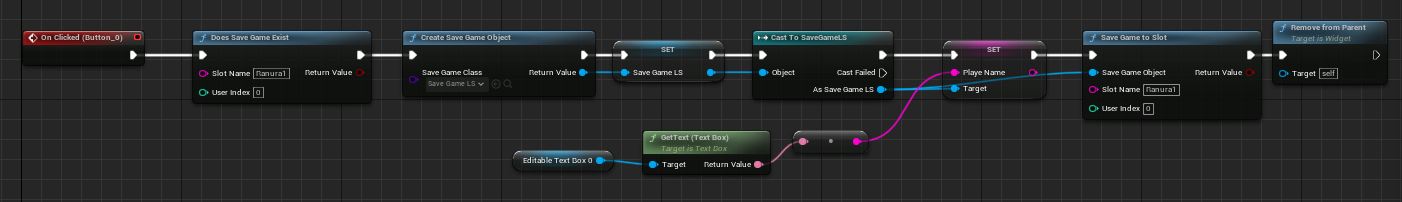 On Clicked (Button_0)
Does Save Game Exist
Slot Name
Return Value
User Index 0
Create Save Game Object
Save Game Class
Save Game LS
Return Value
SET
Save Game LS
Cast To SaveGameLS
Object
Cast Failed
As Save Game LS
SET
Playe Name
Target
Save Game to Slot
Save Game Object
Return Value
Slot Name
User Index 0
Remove from Parent
Target is Widget
Target self
Editable Text Box 0
GetText (Text Box)
Target is Text Box
Target
Return Value